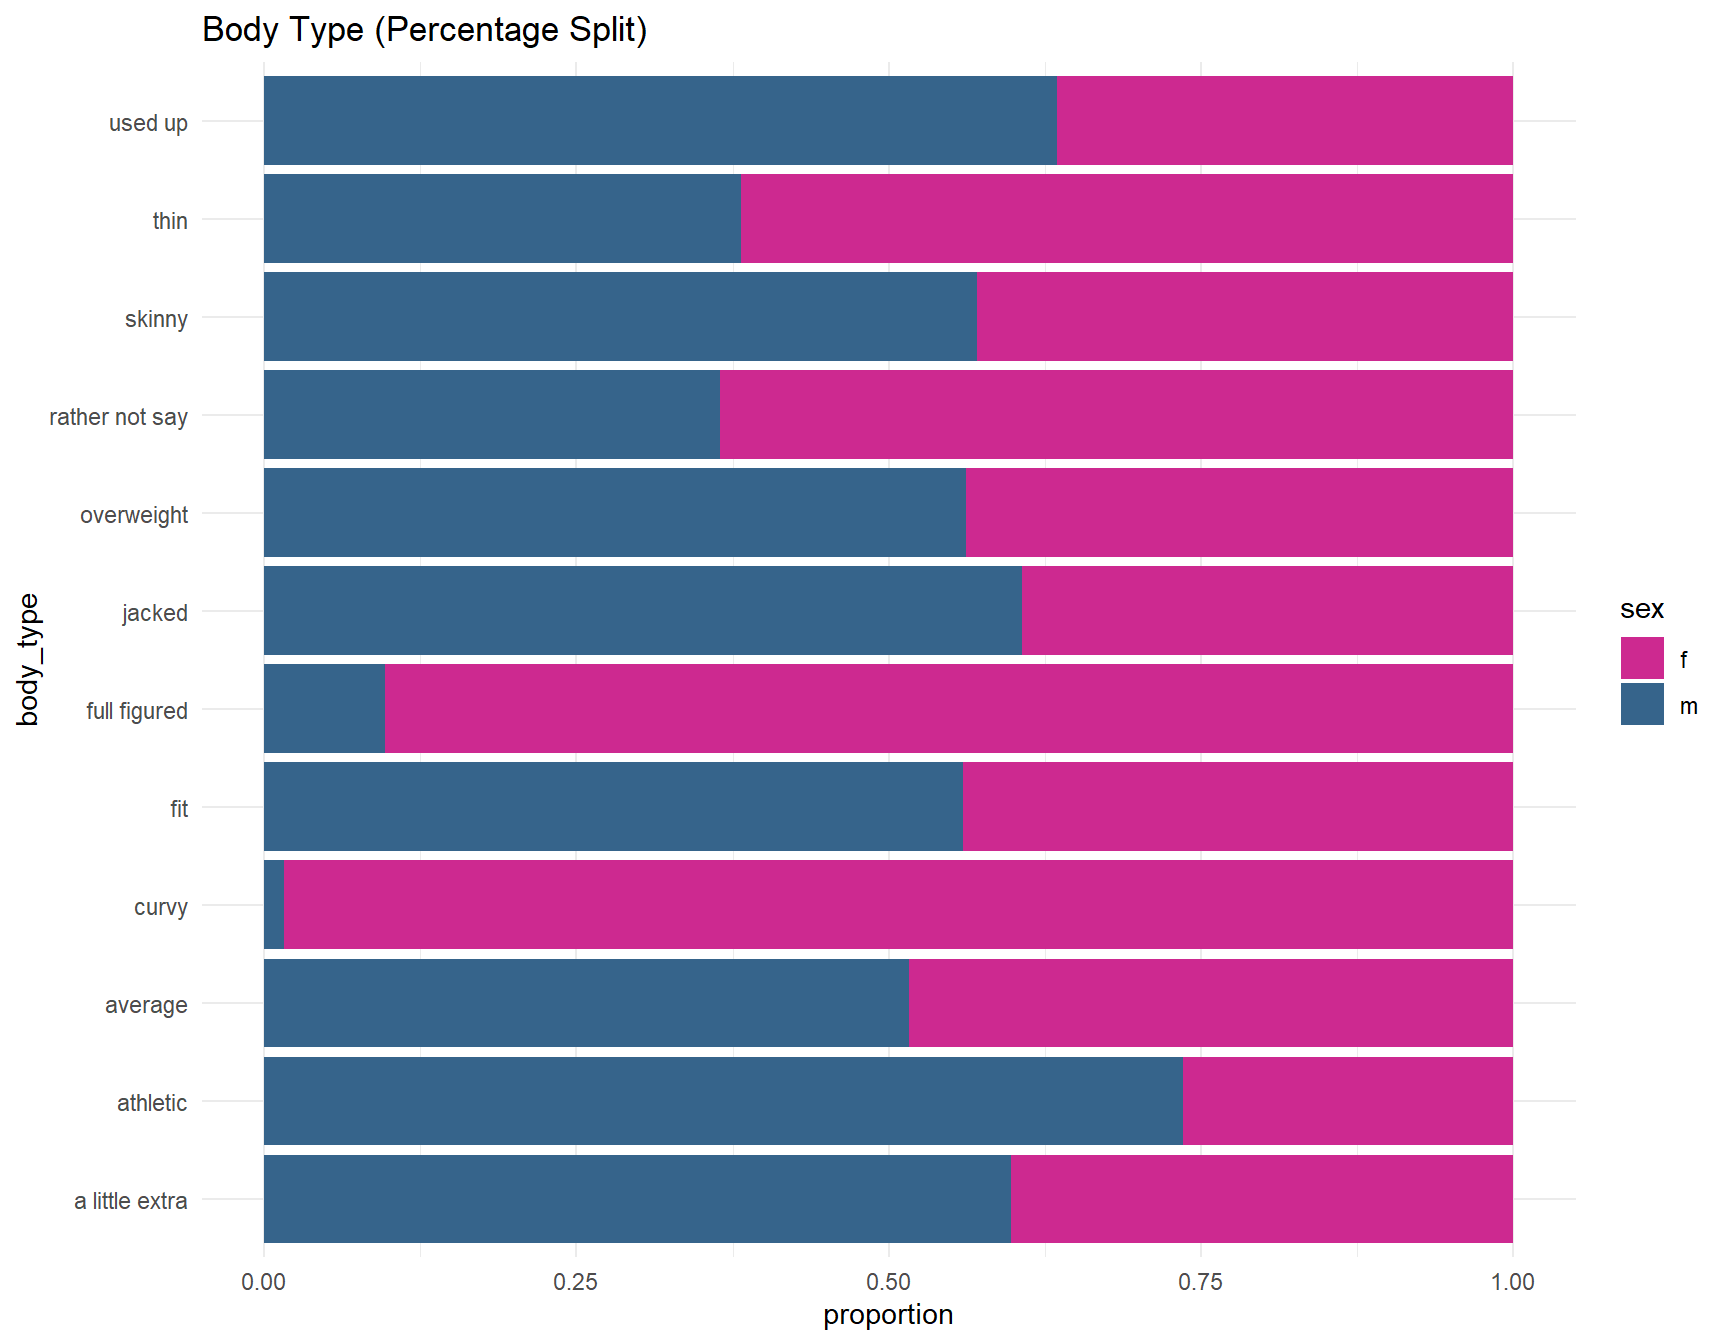 Body Type (Percentage Split)
used up
thin
skinny
rather not say
overweight
jacked
full figured
fit
curvy
average
athletic
a little extra
body_type
0.00 0.25 0.50 0.75 1.00
proportion
sex
f
m